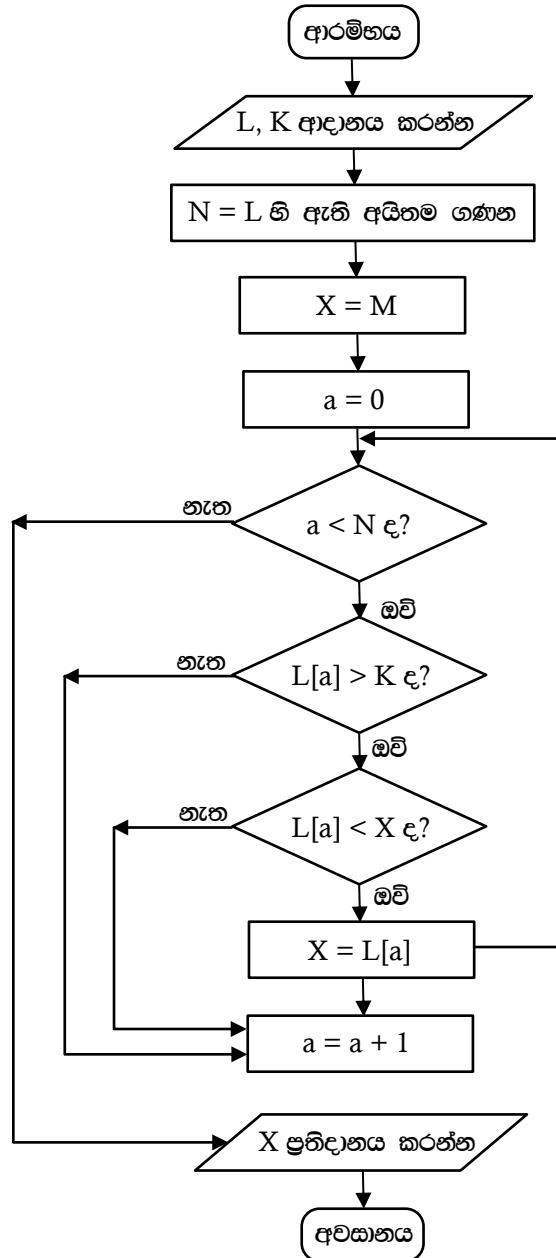 ආරම්භය
L, K ආදානය කරන්න
N = L හි ඇති අයිතම ගණන
X = M
a = 0
නැත
a < N ද?
ඔව්
නැත
L[a] > K ද?
ඔව්
නැත
L[a] < X ද?
ඔව්
X = L[a]
a = a + 1
X ප්‍රතිදානය කරන්න
අවසානය